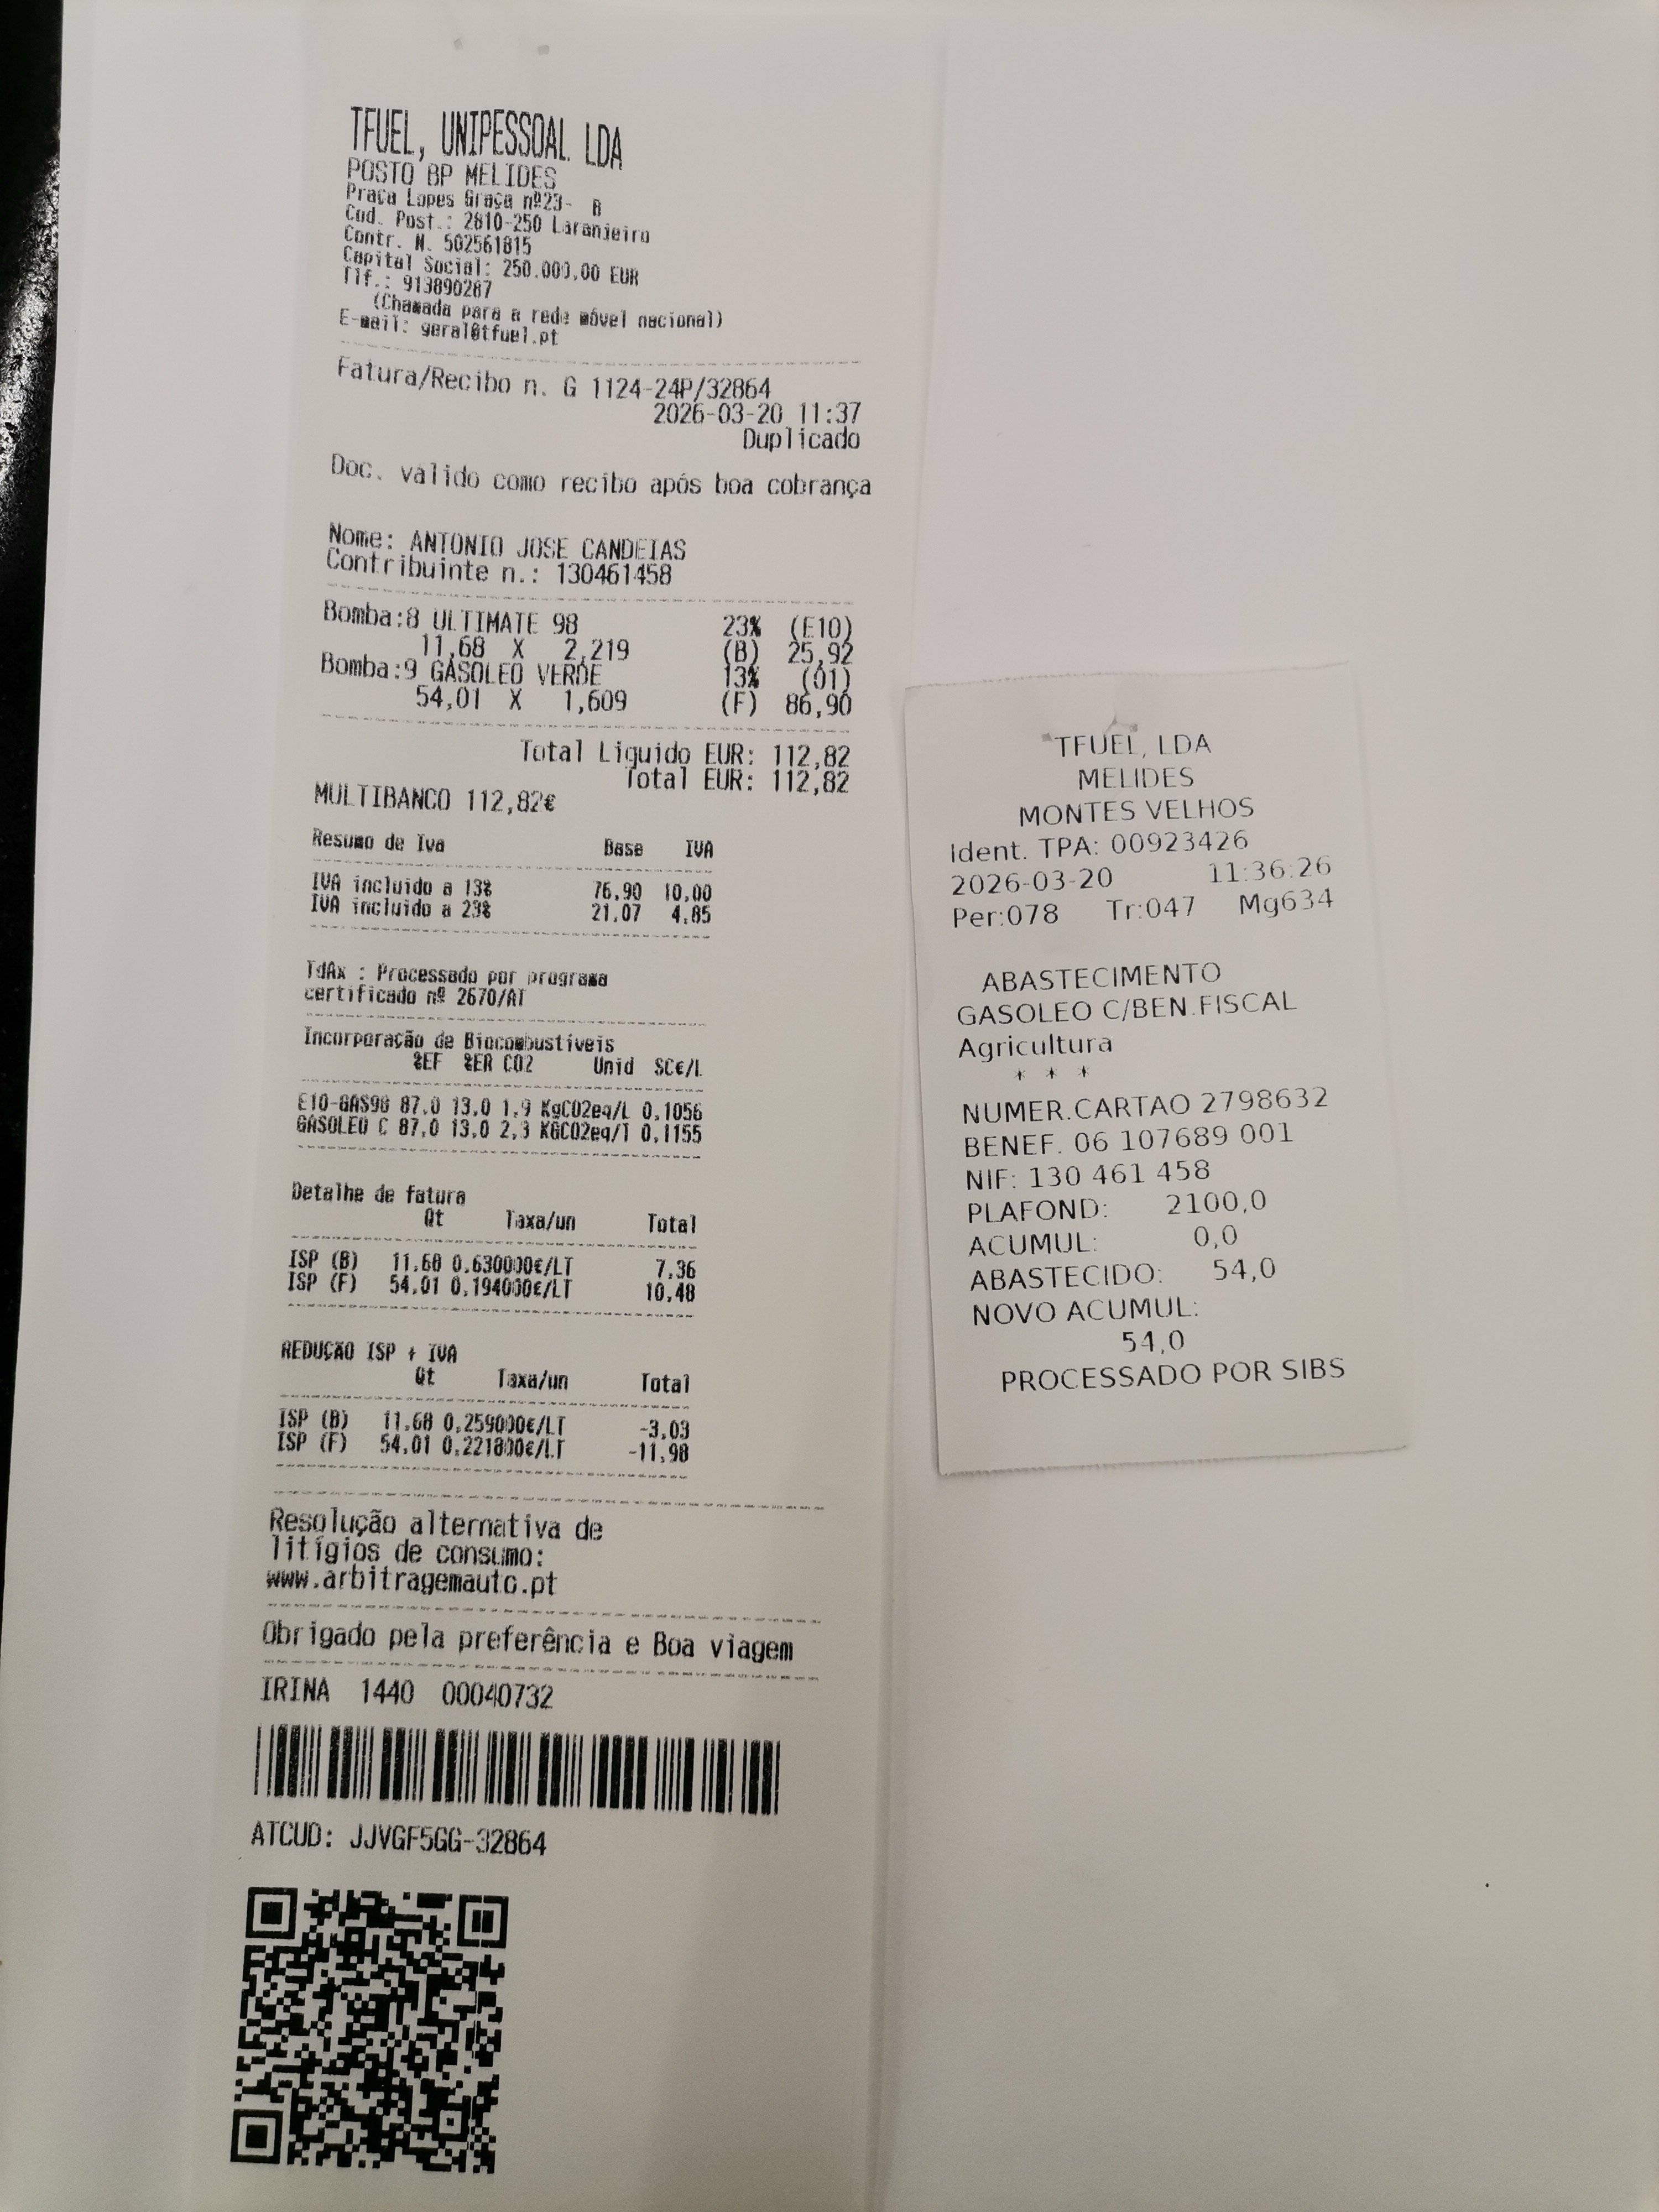 TFUEL, UNIPESSOAL LDA
POSTO BP MELIDES
Praça Lopes Graça nº23- B
Cod. Post.: 2810-250 Laranjeiro
Contr. N. 502561815
Capital Social: 250.000,00 EUR
Tlf.: 913890267
(Chamada para a rede móvel nacional)
E-mail: geral@tfuel.pt
Fatura/Recibo n. G 1124-24P/32864
2026-03-20 11:37
Duplicado
Doc. valido como recibo após boa cobrança
Nome: ANTONIO JOSE CANDEIAS
Contribuinte n.: 130461458
Bomba:8 ULTIMATE 98 23% (E10)
11,68 X 2,219 (B) 25,92
Bomba:9 GASOLEO VERDE 13% (01)
54,01 X 1,609 (F) 86,90
Total Liquido EUR: 112,82
Total EUR: 112,82
MULTIBANCO 112,82€
Resumo de Iva Base IVA
IVA incluido a 13% 76,90 10,00
IVA incluido a 23% 21,07 4,85
TdAx : Processado por programa
certificado nº 2670/AT
Incorporação de Biocombustíveis
%EF %ER CO2 Unid SC€/L
E10-GAS98 87,0 13,0 1,9 KgCO2eq/L 0,1056
GASOLEO C 87,0 13,0 2,3 KGCO2eq/l 0,1155
Detalhe de fatura
Qt Taxa/un Total
ISP (B) 11,68 0,630000€/LT 7,36
ISP (F) 54,01 0,194000€/LT 10,48
REDUÇÃO ISP + IVA
Qt Taxa/un Total
ISP (B) 11,68 0,259000€/LT -3,03
ISP (F) 54,01 0,221800€/LT -11,98
Resolução alternativa de
litígios de consumo:
www.arbitragemauto.pt
Obrigado pela preferência e Boa viagem
IRINA 1440 00040732
ATCUD: JJVGF5GG-32864
TFUEL, LDA
MELIDES
MONTES VELHOS
Ident. TPA: 00923426
2026-03-20 11:36:26
Per:078 Tr:047 Mg634
ABASTECIMENTO
GASOLEO C/BEN.FISCAL
Agricultura
* * *
NUMER.CARTAO 2798632
BENEF. 06 107689 001
NIF: 130 461 458
PLAFOND: 2100,0
ACUMUL: 0,0
ABASTECIDO: 54,0
NOVO ACUMUL:
54,0
PROCESSADO POR SIBS